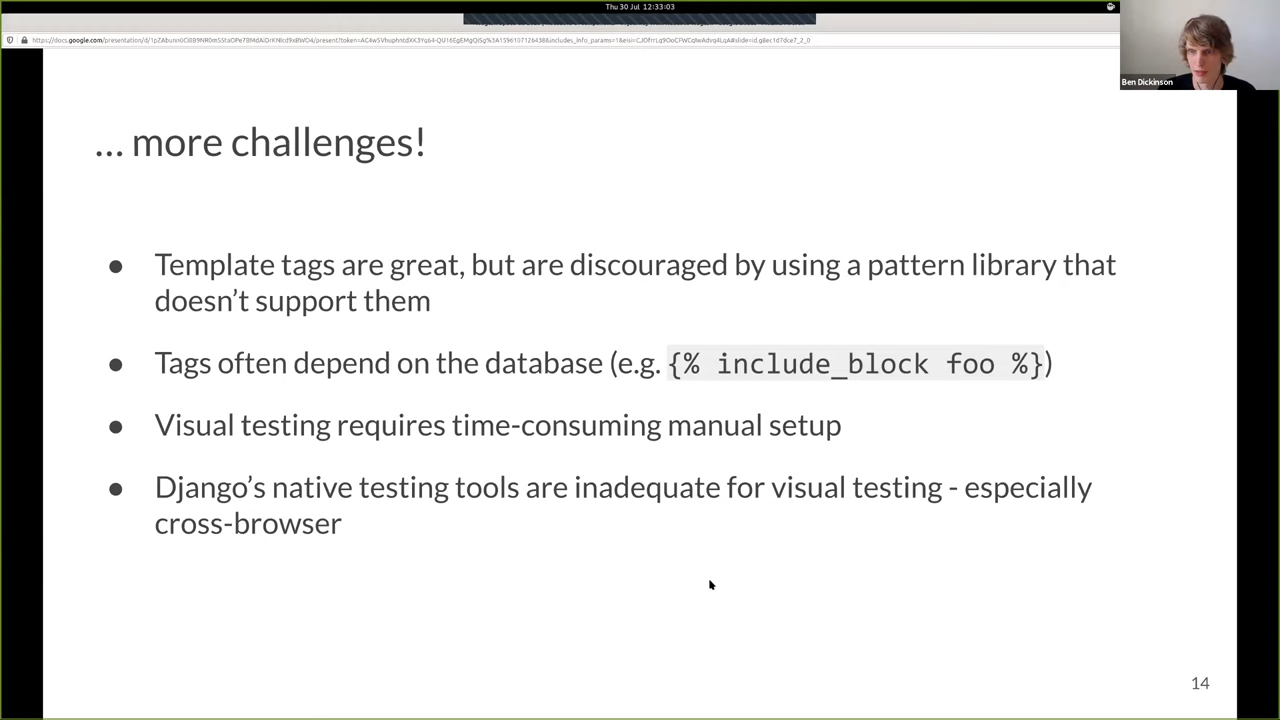 Thu 30 Jul 12:33:03
Ben Dickinson
... more challenges!
● Template tags are great, but are discouraged by using a pattern library that
doesn’t support them
● Tags often depend on the database (e.g. {% include_block foo %})
● Visual testing requires time-consuming manual setup
● Django’s native testing tools are inadequate for visual testing - especially
cross-browser
14